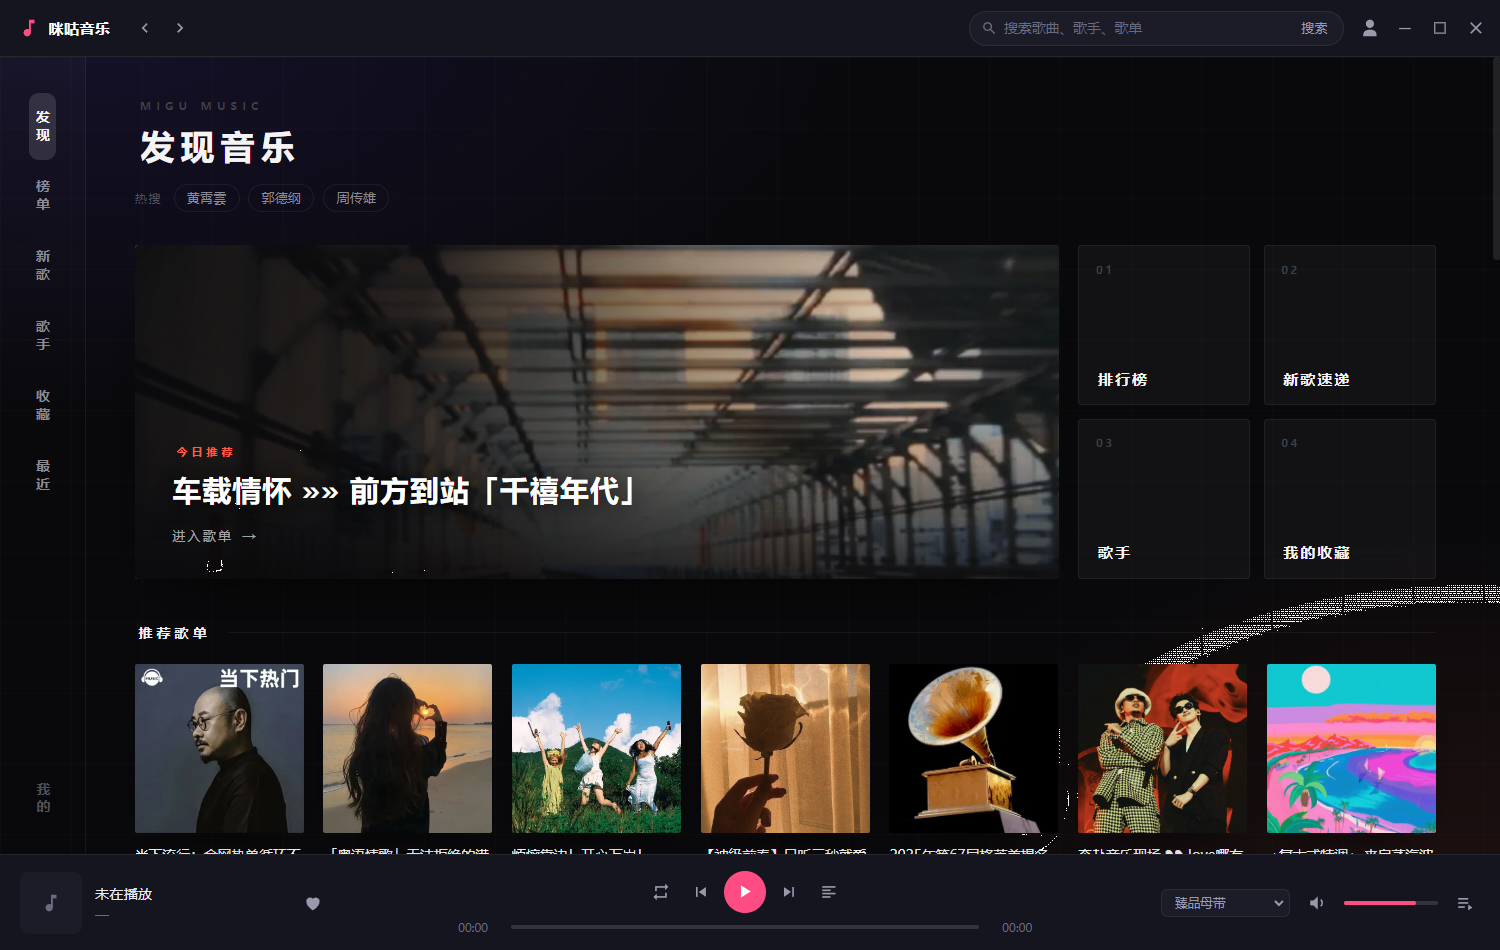 咪咕音乐
搜索歌曲、歌手、歌单
搜索
发现
榜单
新歌
歌手
收藏
最近
我的
MIGU MUSIC
发现音乐
热搜
黄霄雲
郭德纲
周传雄
今日推荐
车载情怀 »» 前方到站「千禧年代」
进入歌单 →
01
排行榜
02
新歌速递
03
歌手
04
我的收藏
推荐歌单
当下热门
未在播放
—
00:00
00:00
臻品母带